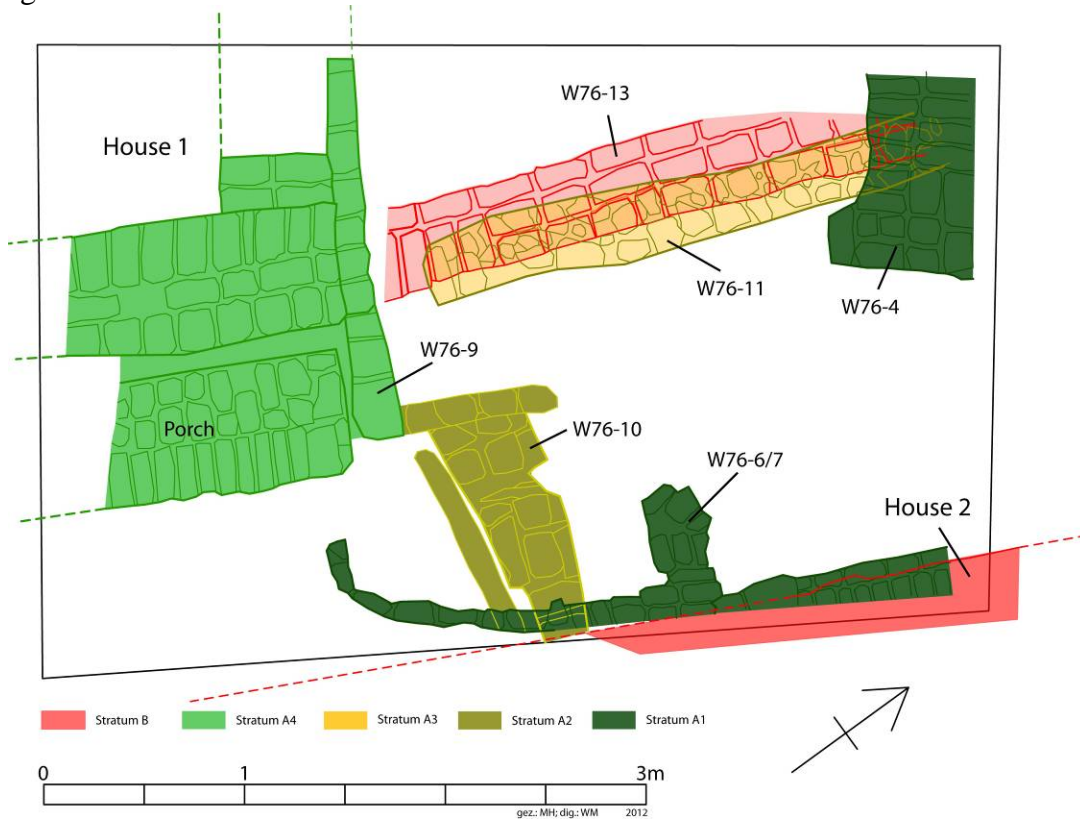 W76-13
House 1
W76-11
W76-4
W76-9
Porch
W76-10
W76-6/7
House 2
Stratum B
Stratum A4
Stratum A3
Stratum A2
Stratum A1
0
1
3m
gez.: MH; dig.: WM 2012